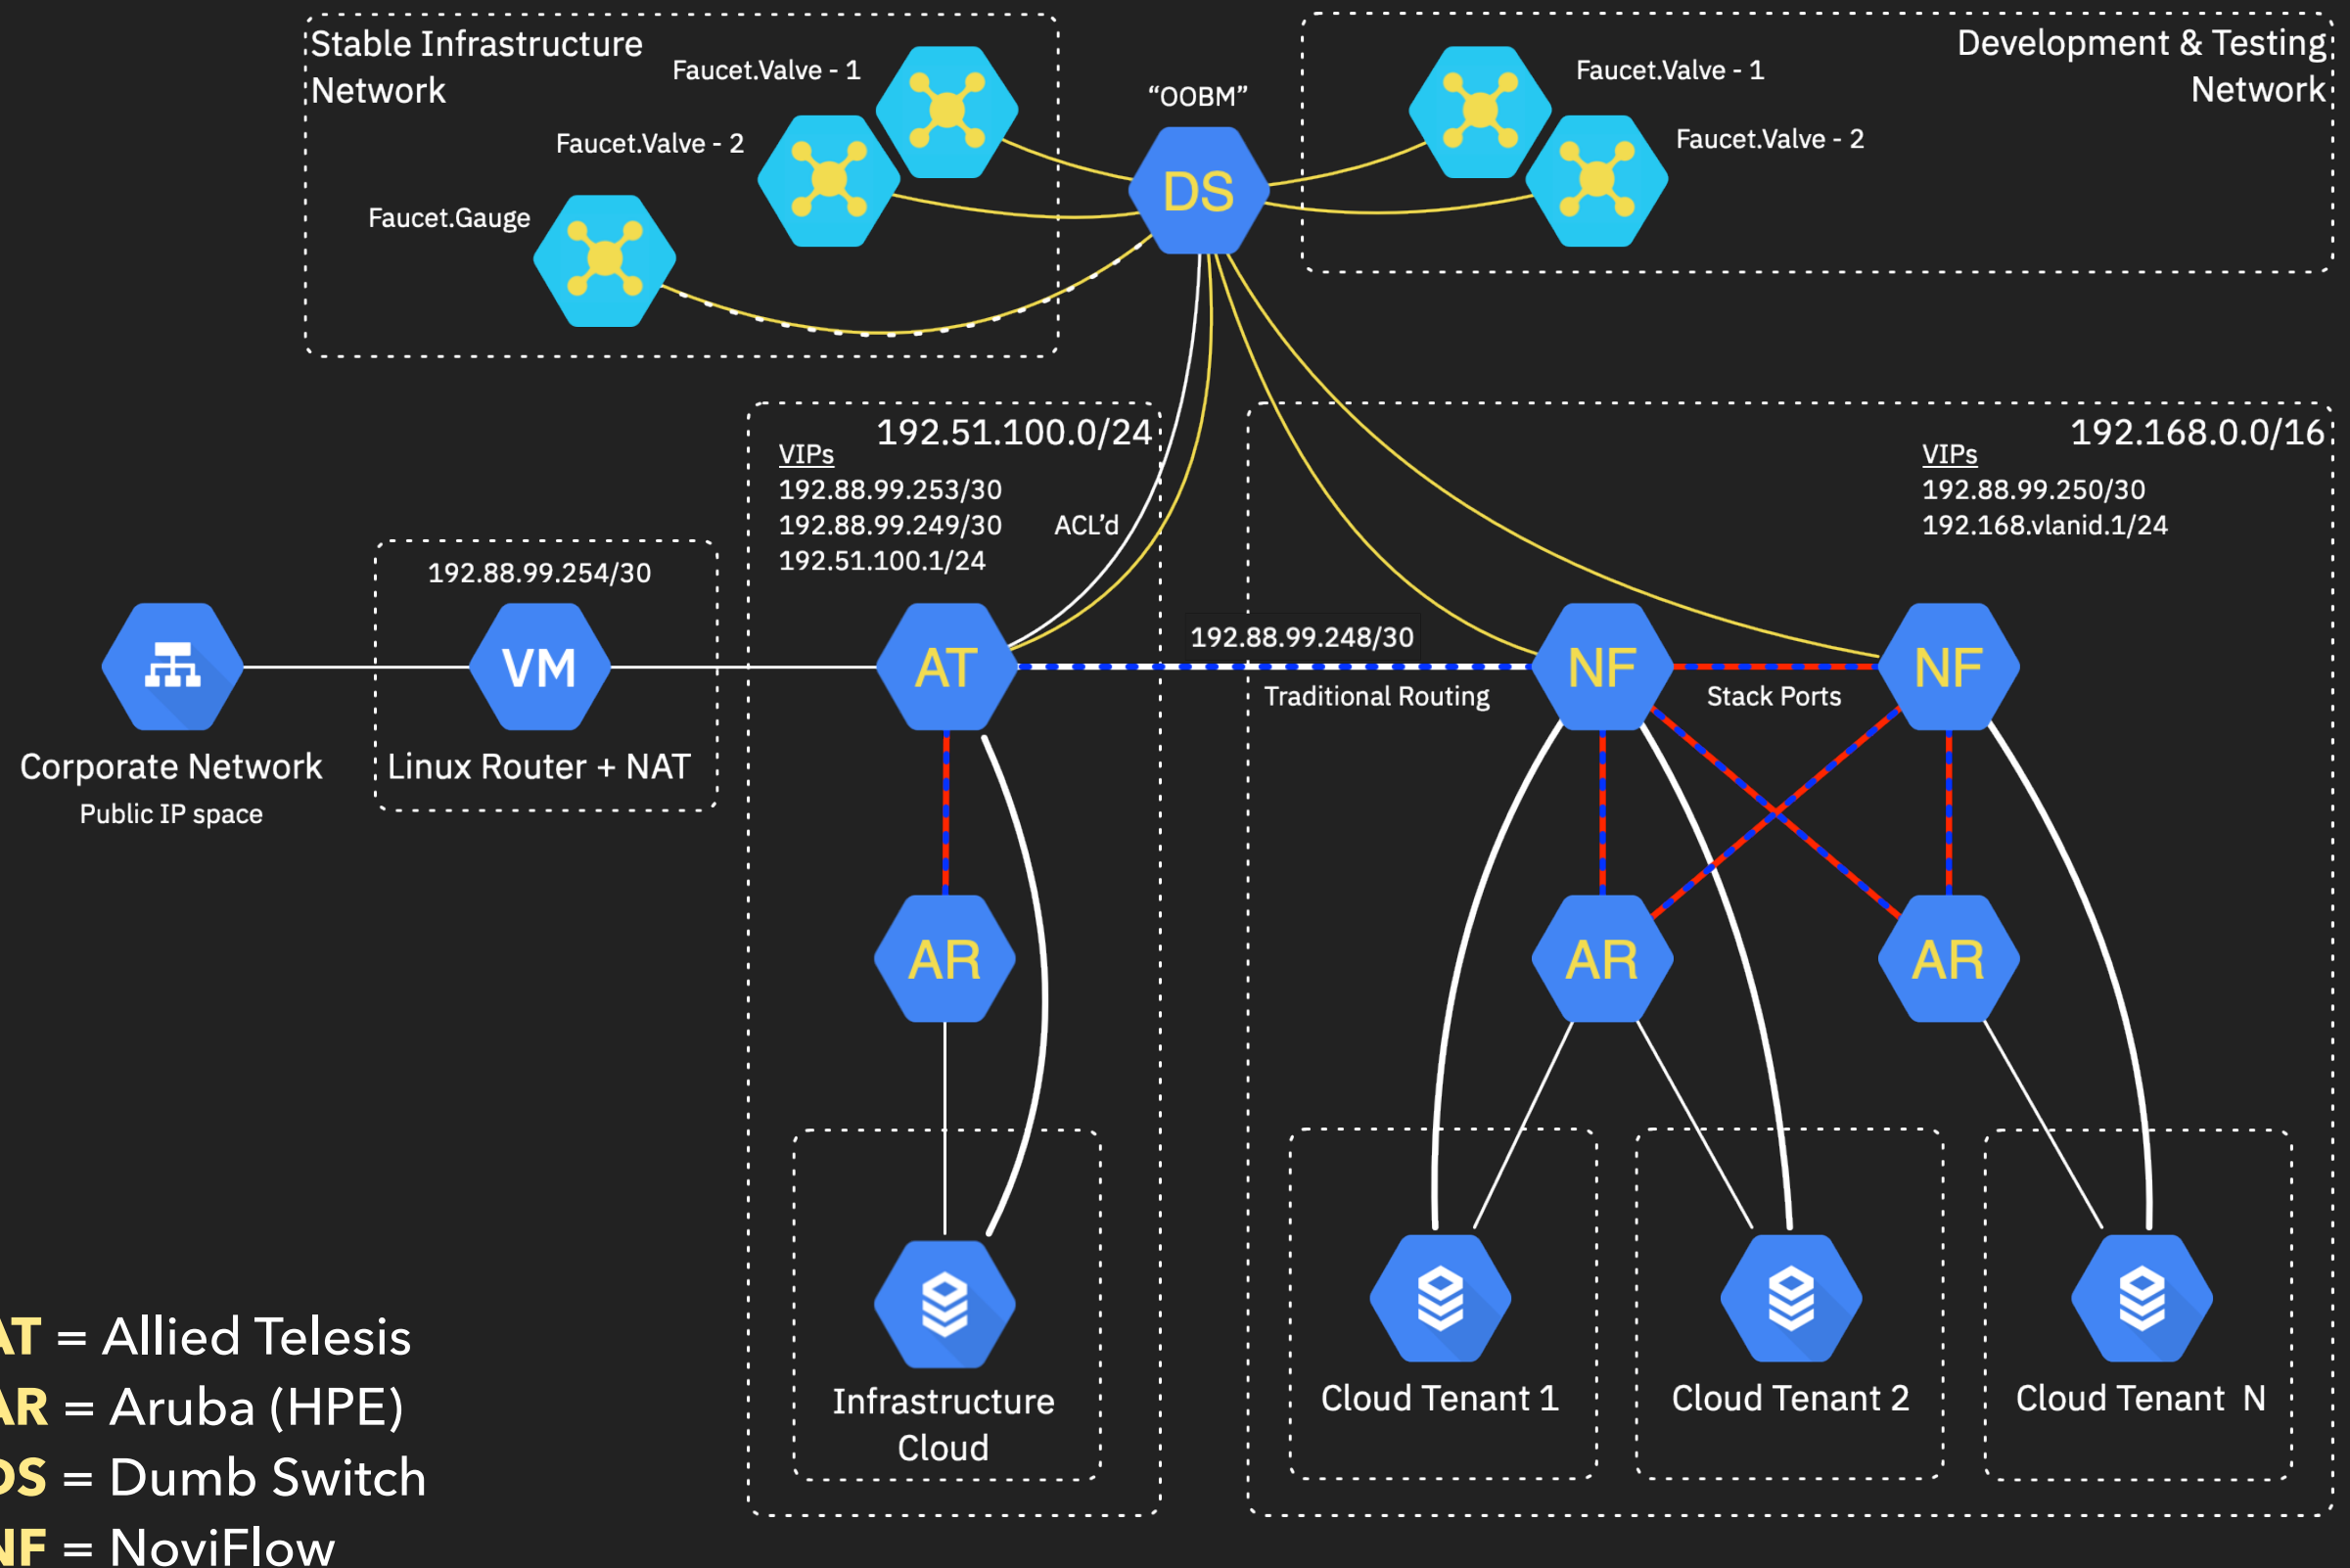 Stable Infrastructure
Network
Faucet.Valve - 1
Faucet.Valve - 2
Faucet.Gauge
“OOBM”
DS
Development & Testing
Network
Faucet.Valve - 1
Faucet.Valve - 2
192.51.100.0/24
VIPs
192.88.99.253/30
192.88.99.249/30
ACL’d
192.51.100.1/24
192.168.0.0/16
VIPs
192.88.99.250/30
192.168.vlanid.1/24
192.88.99.254/30
VM
Linux Router + NAT
Corporate Network
Public IP space
AT
192.88.99.248/30
Traditional Routing
NF
Stack Ports
NF
AR
AR
AR
Infrastructure
Cloud
Cloud Tenant 1
Cloud Tenant 2
Cloud Tenant N
AT = Allied Telesis
AR = Aruba (HPE)
DS = Dumb Switch
NF = NoviFlow